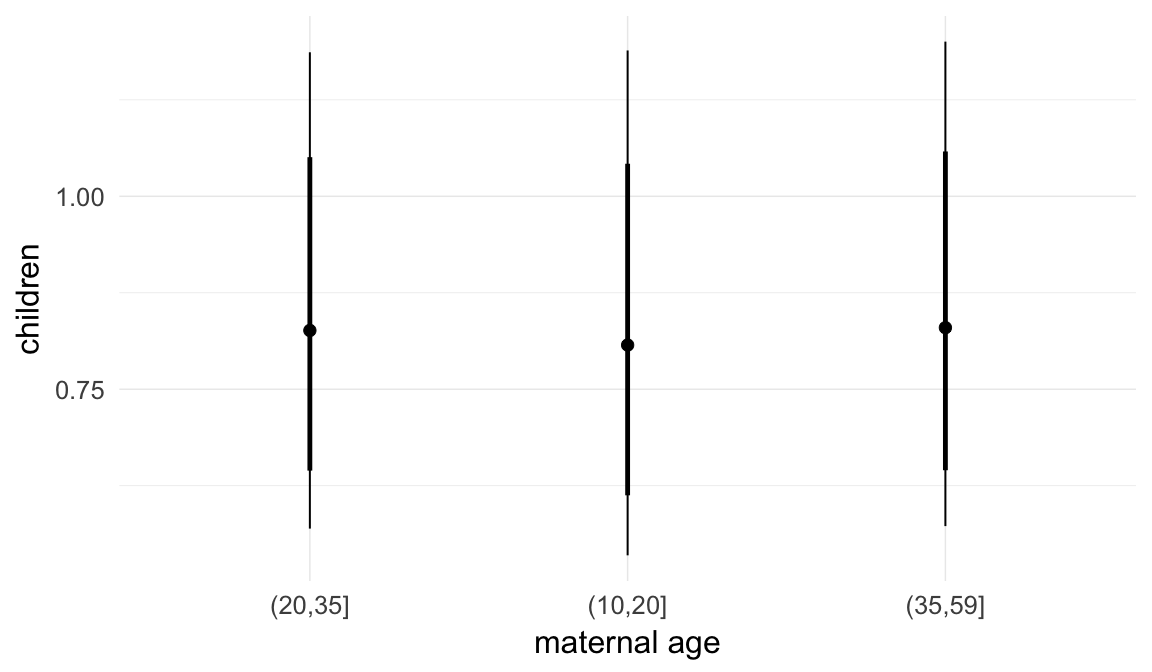 children
1.00
0.75
(20,35]
(10,20]
(35,59]
maternal age